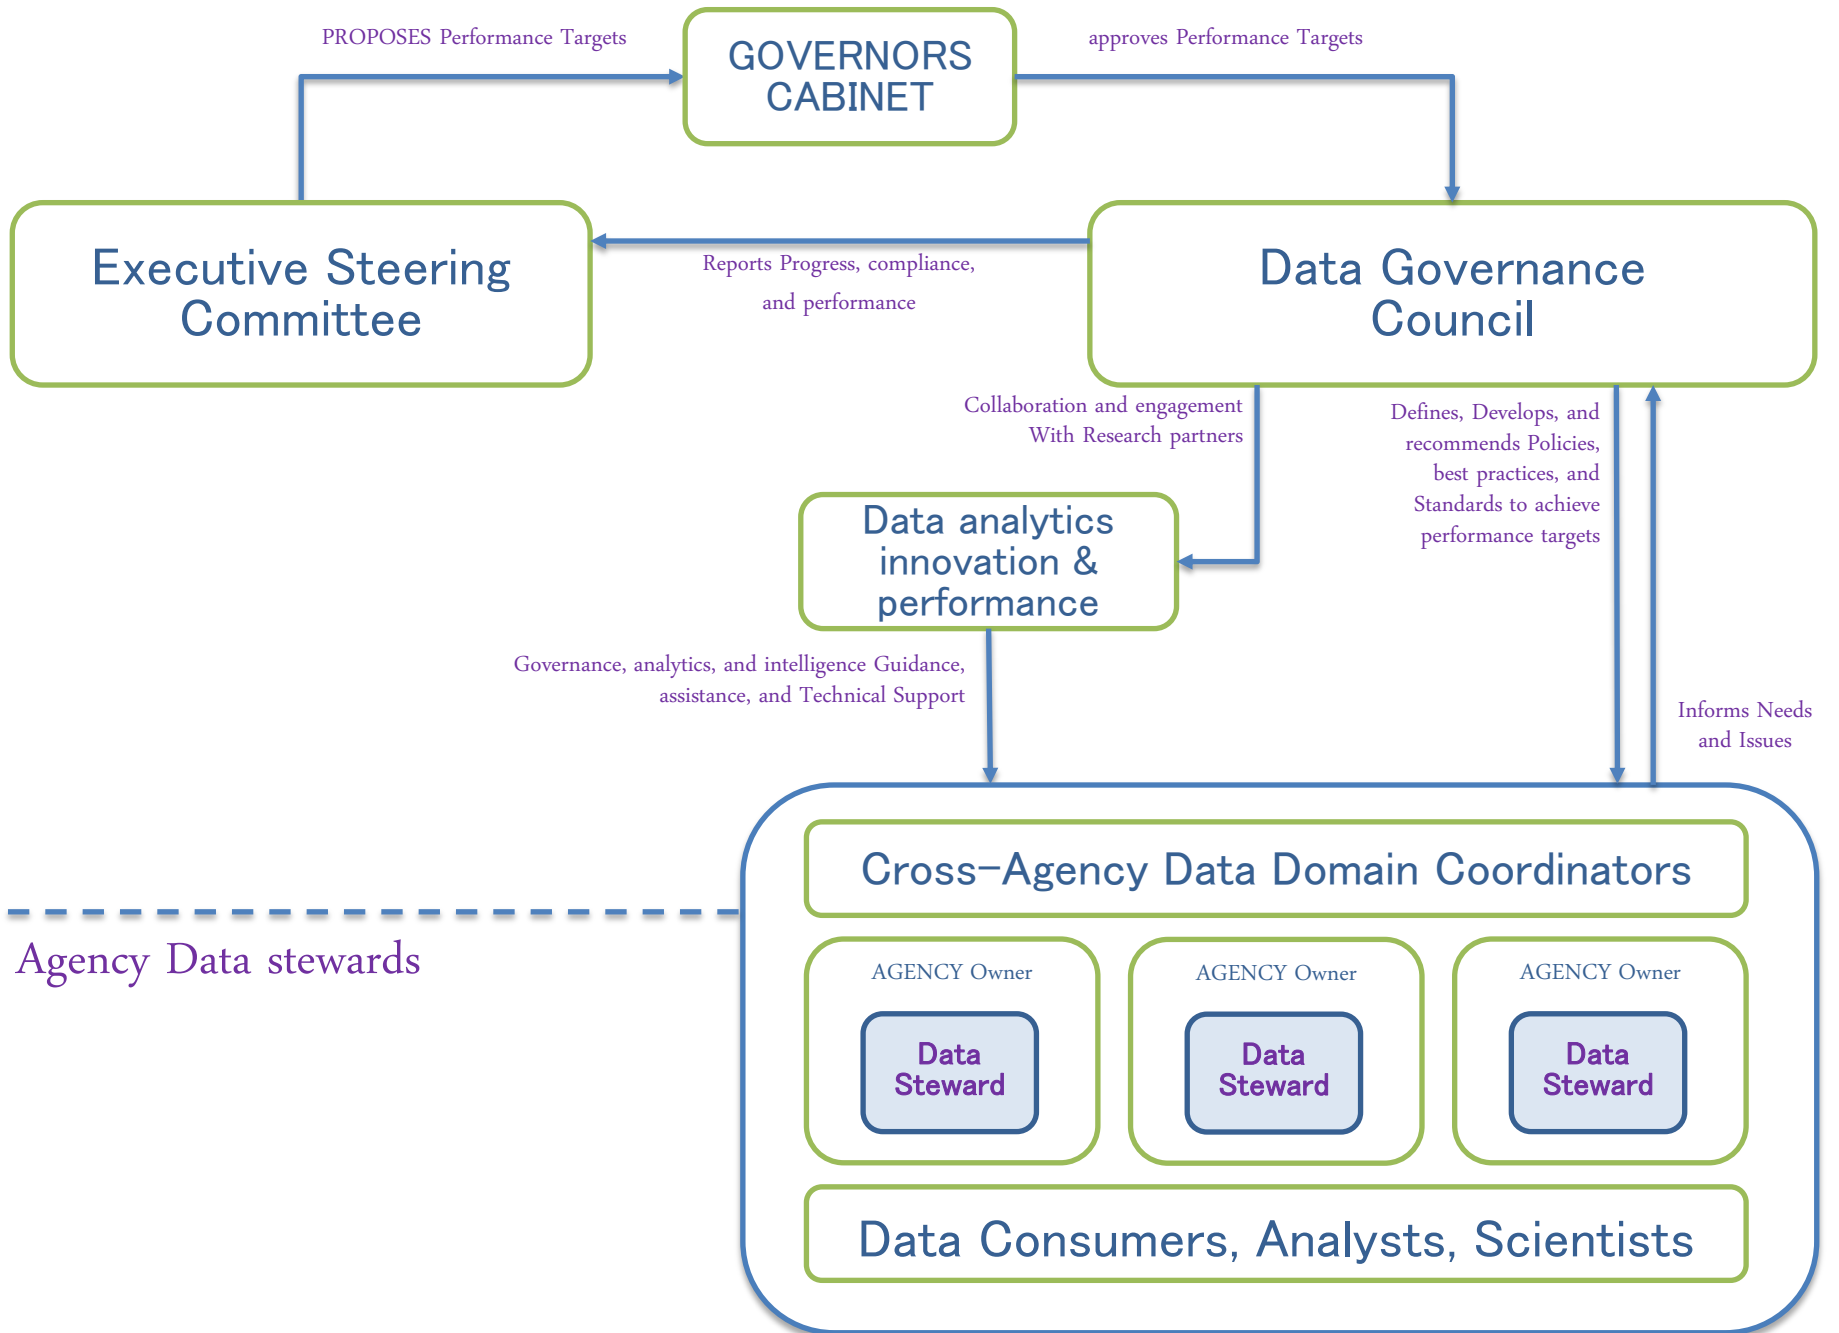 PROPOSES Performance Targets
GOVERNORS
CABINET
approves Performance Targets
Executive Steering
Committee
Reports Progress, compliance,
and performance
Data Governance
Council
Collaboration and engagement
With Research partners
Defines, Develops, and
recommends Policies,
best practices, and
Standards to achieve
performance targets
Data analytics
innovation &
performance
Governance, analytics, and intelligence Guidance,
assistance, and Technical Support
Informs Needs
and Issues
Cross-Agency Data Domain Coordinators
Agency Data stewards
AGENCY Owner
Data
Steward
AGENCY Owner
Data
Steward
AGENCY Owner
Data
Steward
Data Consumers, Analysts, Scientists